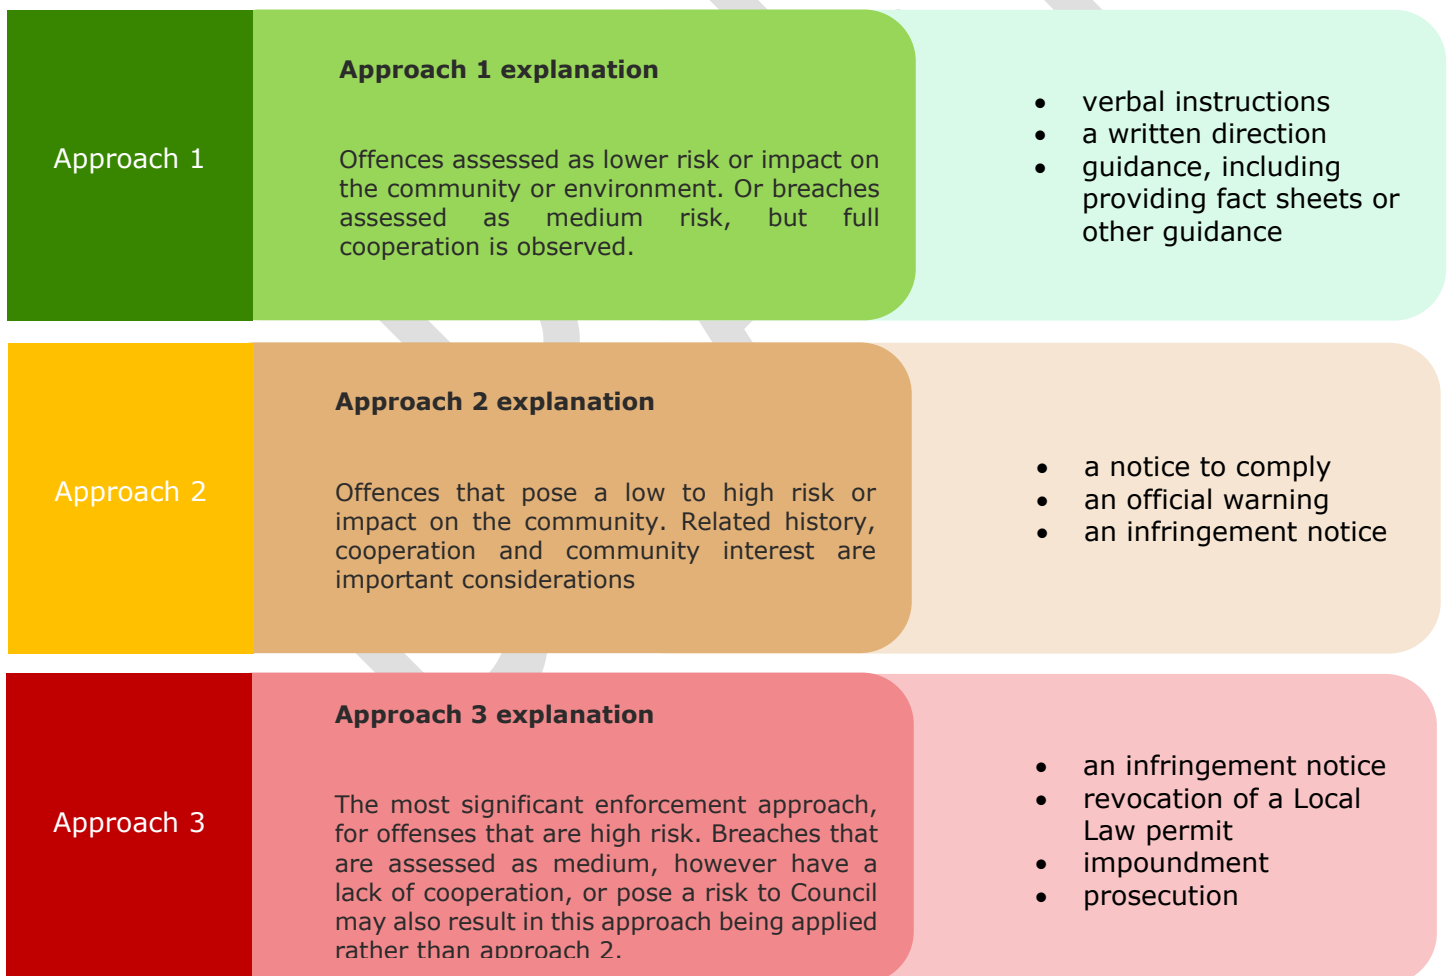 Approach 1
Approach 1 explanation
Offences assessed as lower risk or impact on
the community or environment. Or breaches
assessed as medium risk, but full
cooperation is observed.
• verbal instructions
• a written direction
• guidance, including
providing fact sheets or
other guidance
Approach 2
Approach 2 explanation
Offences that pose a low to high risk or
impact on the community. Related history,
cooperation and community interest are
important considerations
• a notice to comply
• an official warning
• an infringement notice
Approach 3
Approach 3 explanation
The most significant enforcement approach,
for offenses that are high risk. Breaches that
are assessed as medium, however have a
lack of cooperation, or pose a risk to Council
may also result in this approach being applied
rather than approach 2.
• an infringement notice
• revocation of a Local
Law permit
• impoundment
• prosecution